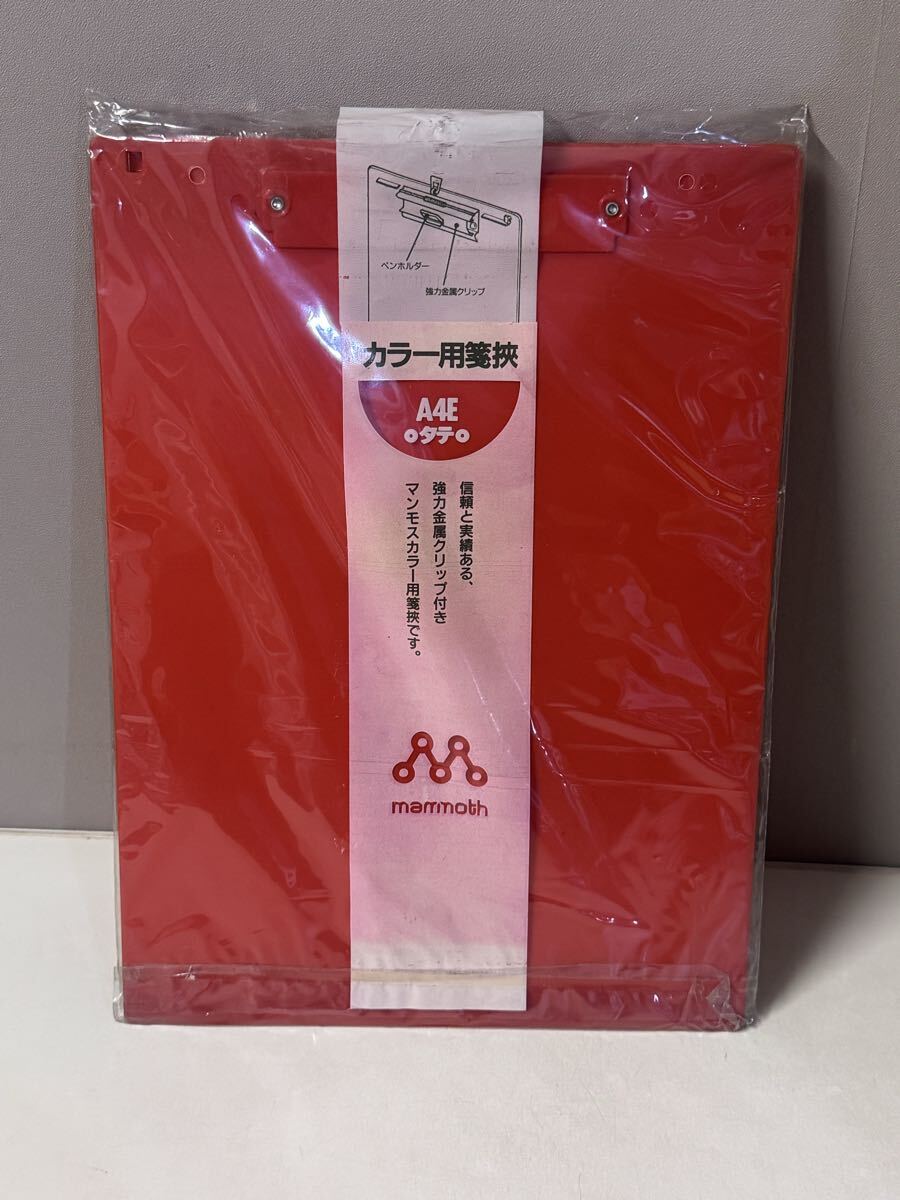 ペンホルダー
強力金属クリップ
カラー用箋挾
A4E
タテ
信頼と実績ある、
強力金属クリップ付き
マンモスカラー用箋挾です。
mammoth